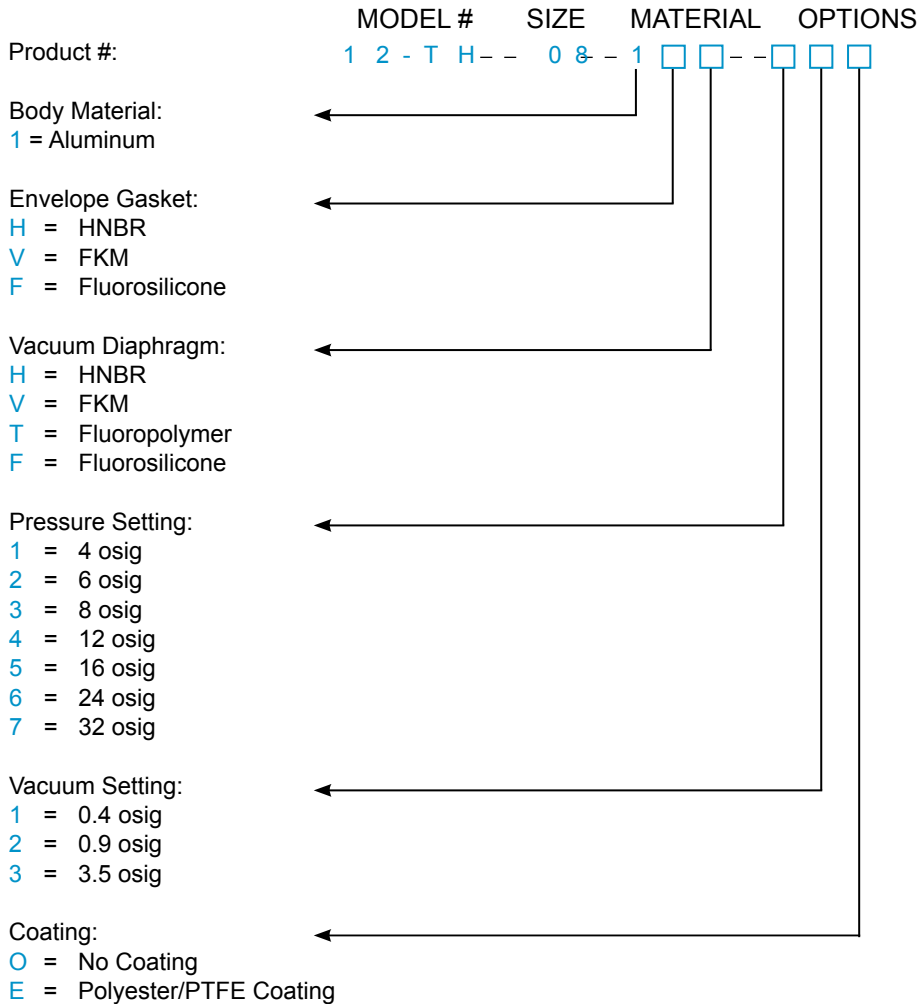 MODEL # SIZE MATERIAL OPTIONS
Product #: 1 2 - T H – – 0 8 – – 1 □ □ – – □ □ □
Body Material:
1 = Aluminum
Envelope Gasket:
H = HNBR
V = FKM
F = Fluorosilicone
Vacuum Diaphragm:
H = HNBR
V = FKM
T = Fluoropolymer
F = Fluorosilicone
Pressure Setting:
1 = 4 osig
2 = 6 osig
3 = 8 osig
4 = 12 osig
5 = 16 osig
6 = 24 osig
7 = 32 osig
Vacuum Setting:
1 = 0.4 osig
2 = 0.9 osig
3 = 3.5 osig
Coating:
O = No Coating
E = Polyester/PTFE Coating